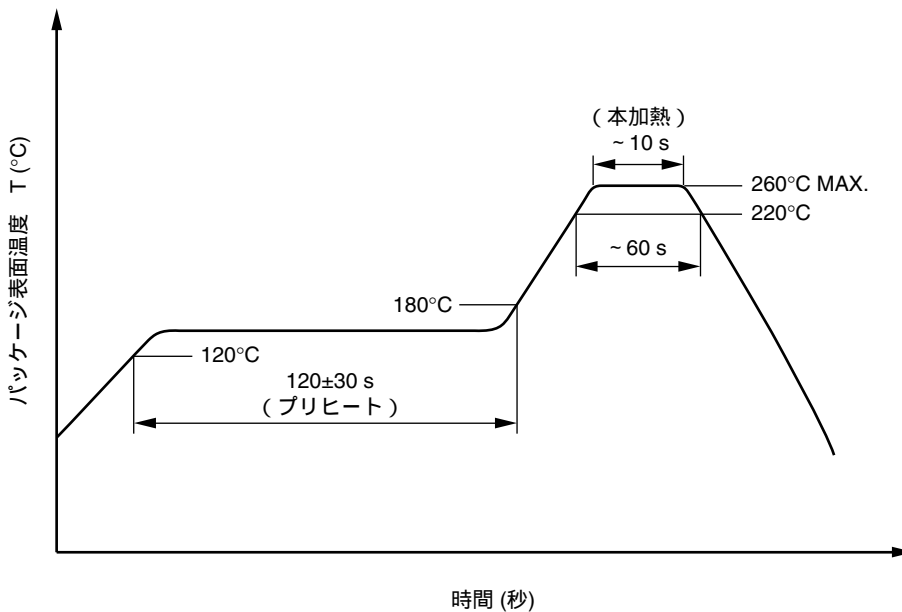 パッケージ表面温度 T (°C)
(本加熱)
~ 10 s
260°C MAX.
220°C
~ 60 s
180°C
120°C
120±30 s
(プリヒート)
時間 (秒)